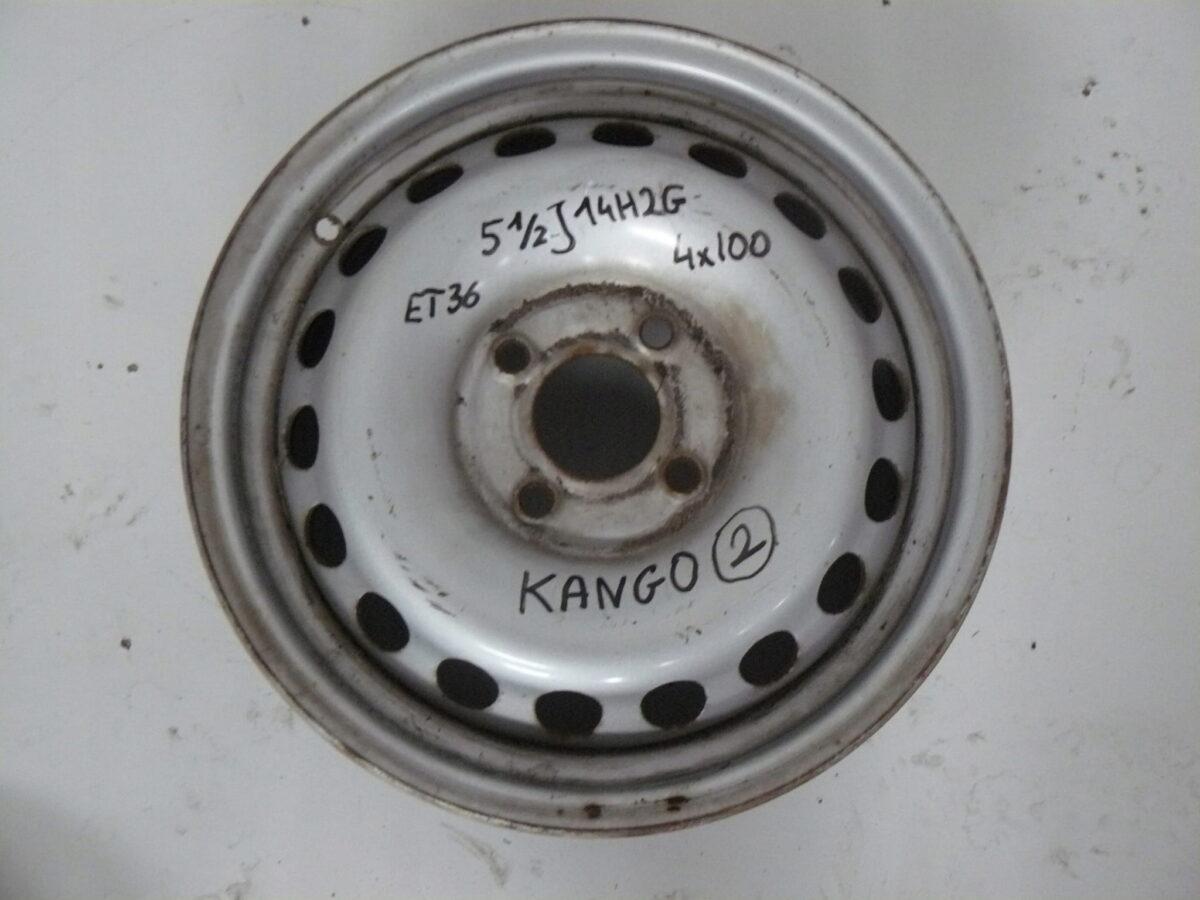 5 1/2 J 14H2G
4x100
ET36
KANGO 2